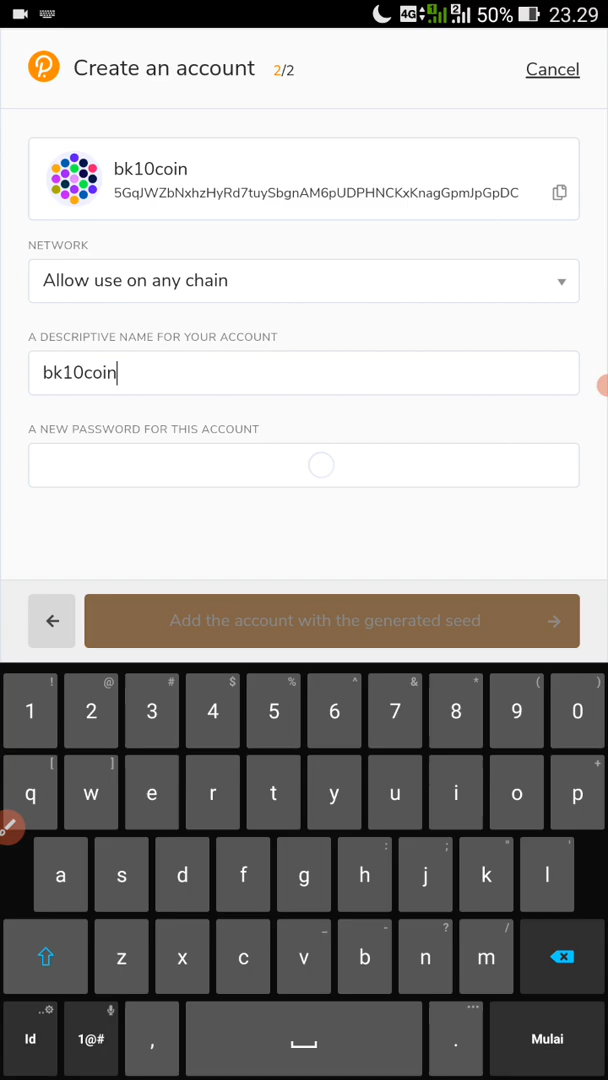 4G 1 2 50% 23.29
Create an account 2/2 Cancel
bk10coin
5GqJWZbNxhzHyRd7tuySbgnAM6pUDPHNCKxKnagGpmJpGpDC
NETWORK
Allow use on any chain
A DESCRIPTIVE NAME FOR YOUR ACCOUNT
bk10coin
A NEW PASSWORD FOR THIS ACCOUNT
Add the account with the generated seed
! @ # $ % ^ & * ( )
1 2 3 4 5 6 7 8 9 0
[ ] +
q w e r t y u i o p
: ; " '
a s d f g h j k l
_ - ? /
z x c v b n m
Id 1@# , . Mulai